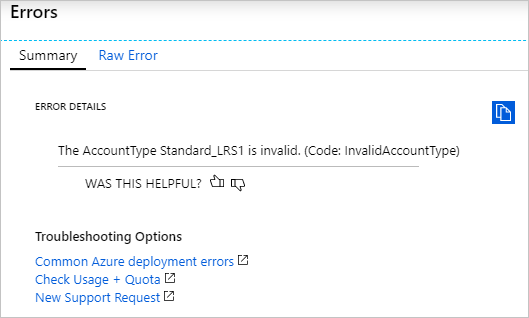 Errors
Summary Raw Error
ERROR DETAILS
The AccountType Standard_LRS1 is invalid. (Code: InvalidAccountType)
WAS THIS HELPFUL?
Troubleshooting Options
Common Azure deployment errors
Check Usage + Quota
New Support Request